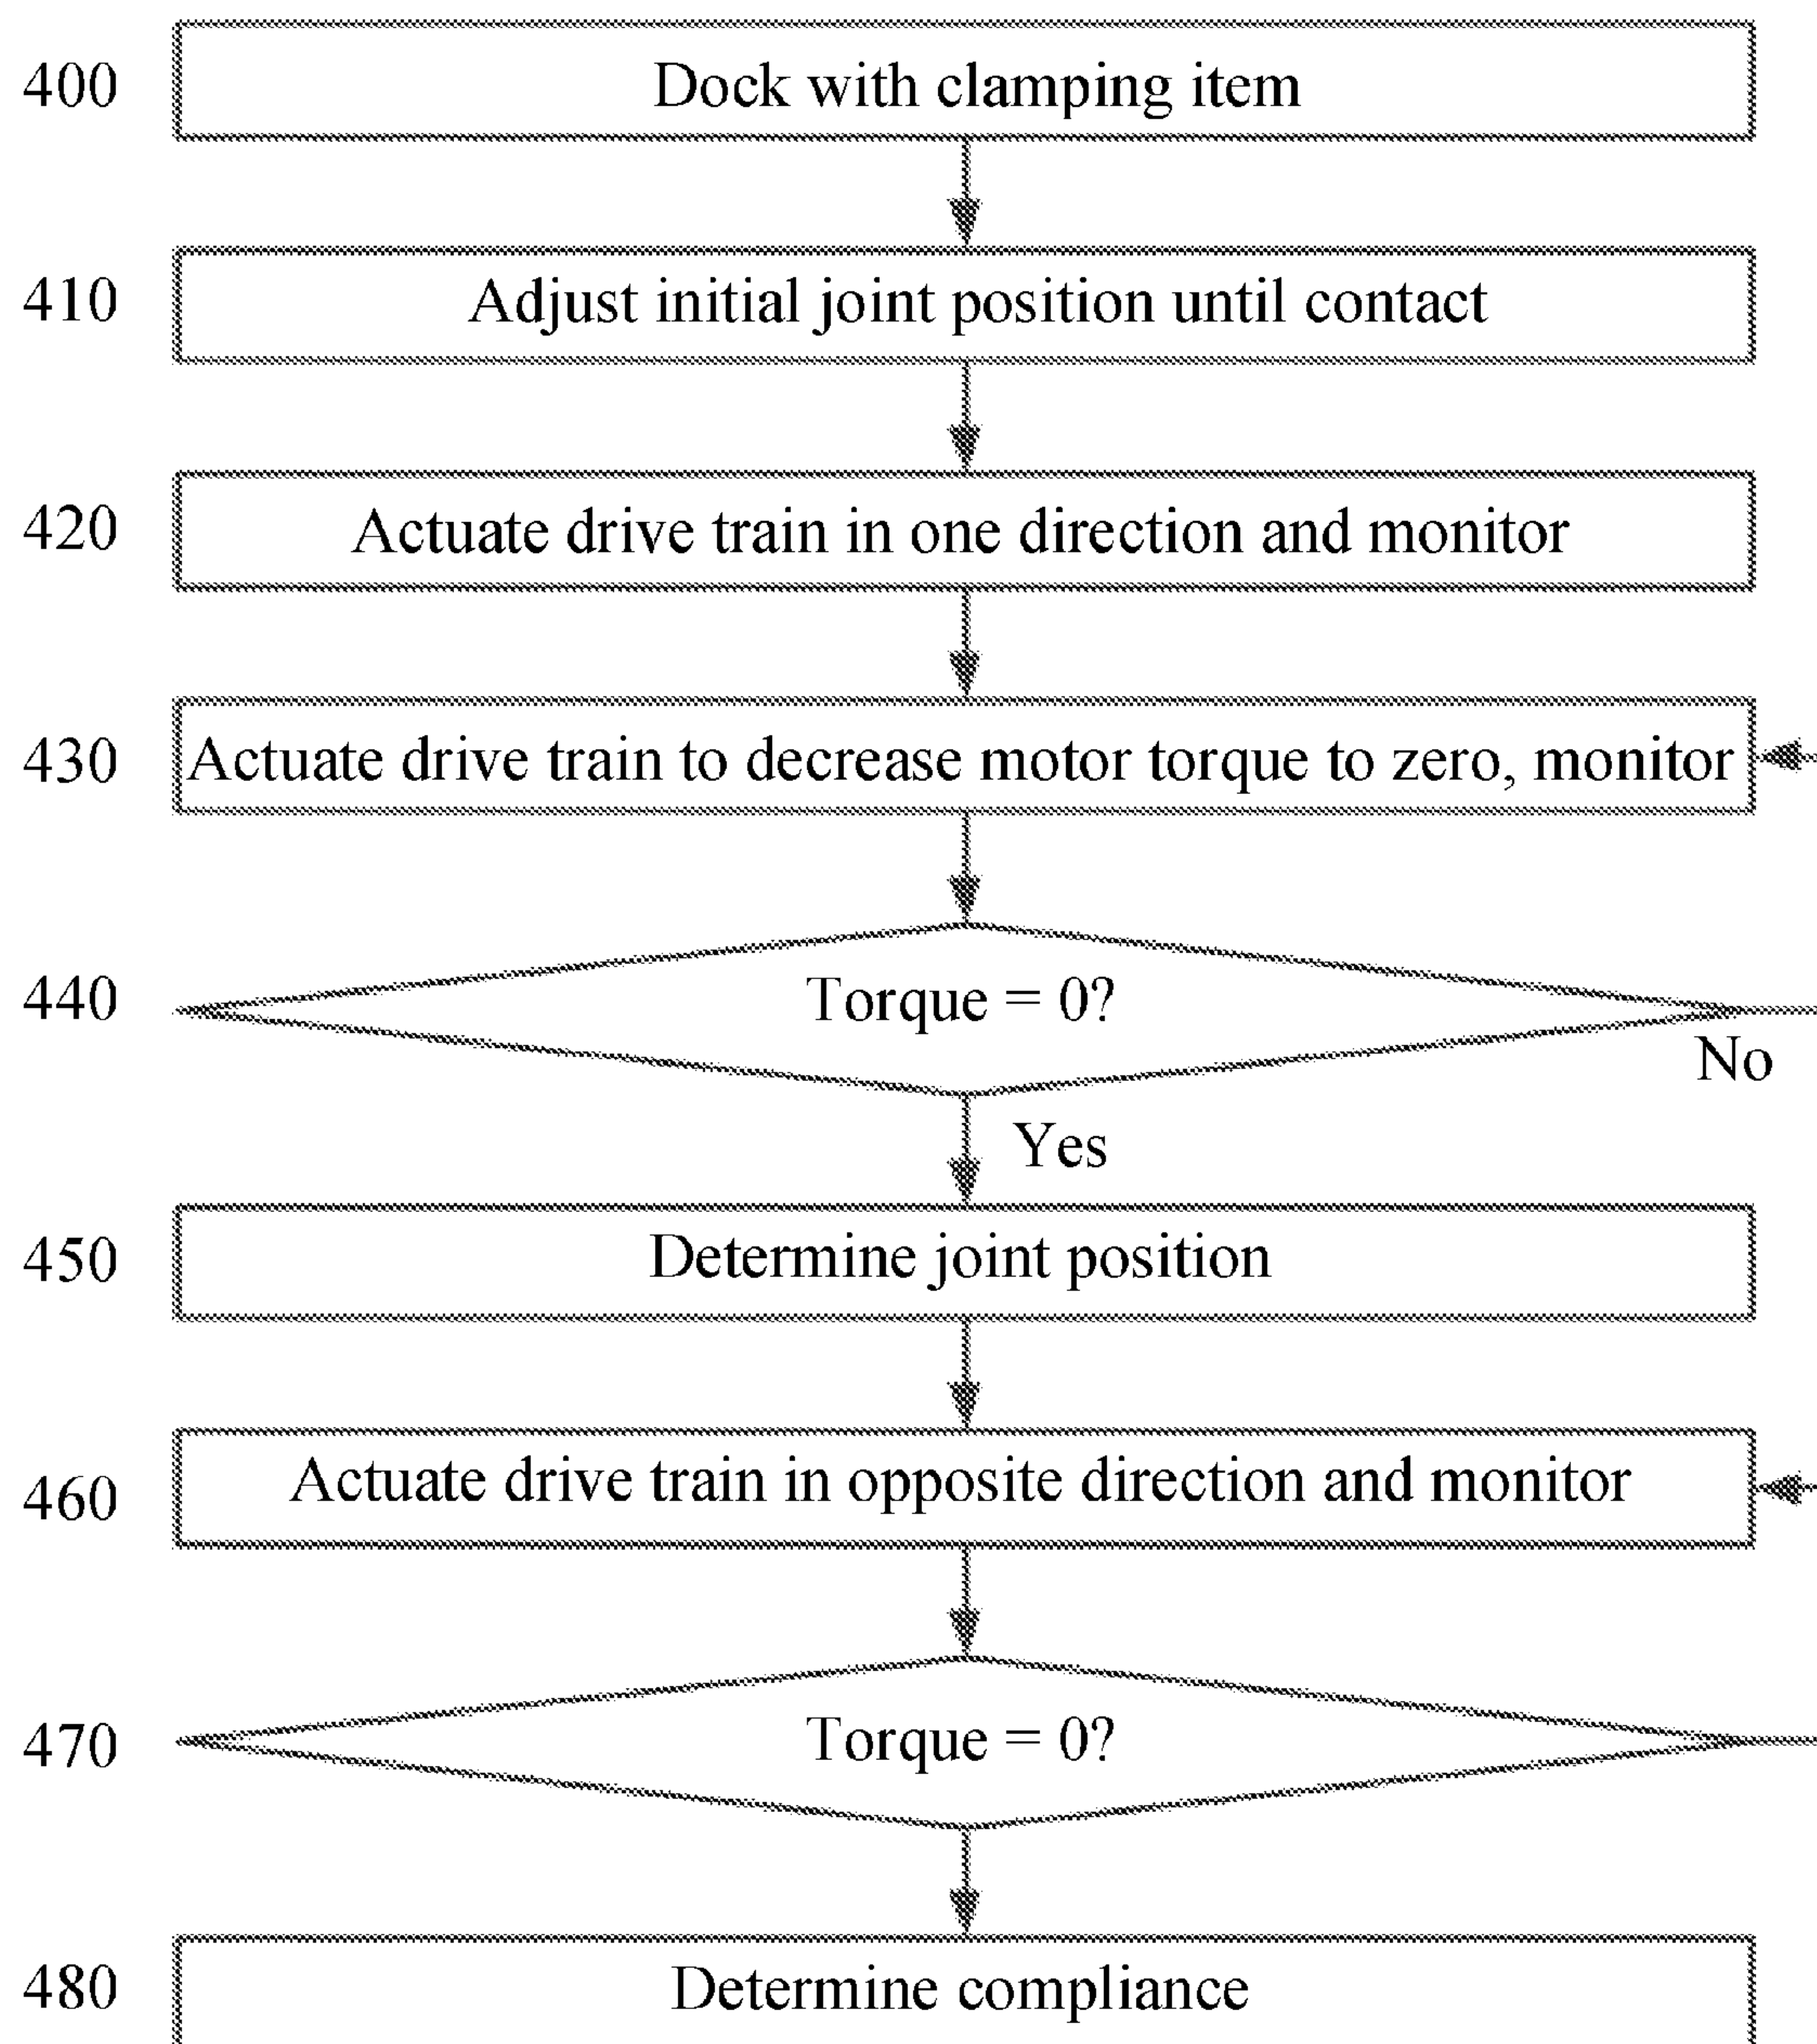 400 Dock with clamping item
410 Adjust initial joint position until contact
420 Actuate drive train in one direction and monitor
430 Actuate drive train to decrease motor torque to zero, monitor
440 Torque = 0?
No
Yes
450 Determine joint position
460 Actuate drive train in opposite direction and monitor
470 Torque = 0?
480 Determine compliance